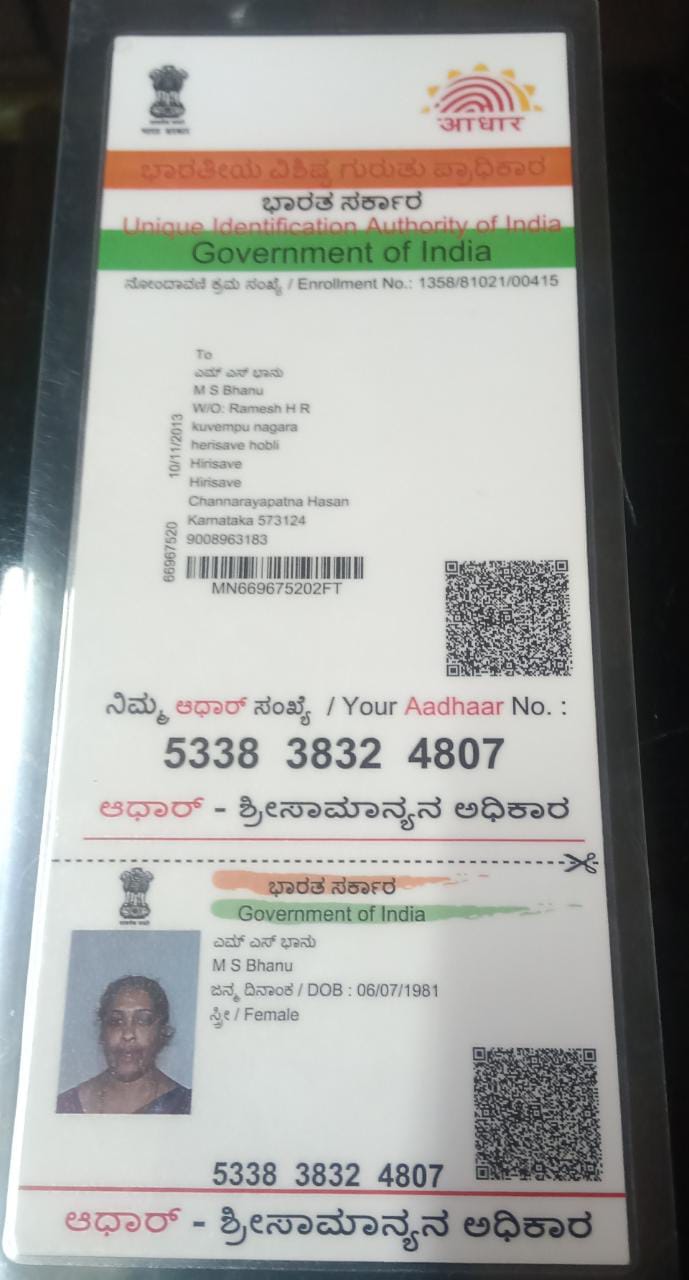 आधार
ಭಾರತೀಯ ವಿಶಿಷ್ಟ ಗುರುತು ಪ್ರಾಧಿಕಾರ
ಭಾರತ ಸರ್ಕಾರ
Unique Identification Authority of India
Government of India
ನೋಂದಾವಣಿ ಕ್ರಮ ಸಂಖ್ಯೆ / Enrollment No.: 1358/81021/00415
To
ಎಮ್ ಎಸ್ ಭಾನು
M S Bhanu
W/O: Ramesh H R
kuvempu nagara
herisave hobli
Hirisave
Hirisave
Channarayapatna Hasan
Karnataka 573124
9008963183
10/11/2013
66967520
MN669675202FT
ನಿಮ್ಮ ಆಧಾರ್ ಸಂಖ್ಯೆ / Your Aadhaar No. :
5338 3832 4807
ಆಧಾರ್ - ಶ್ರೀಸಾಮಾನ್ಯನ ಅಧಿಕಾರ
ಭಾರತ ಸರ್ಕಾರ
Government of India
ಎಮ್ ಎಸ್ ಭಾನು
M S Bhanu
ಜನ್ಮ ದಿನಾಂಕ / DOB : 06/07/1981
ಸ್ತ್ರೀ / Female
5338 3832 4807
ಆಧಾರ್ - ಶ್ರೀಸಾಮಾನ್ಯನ ಅಧಿಕಾರ